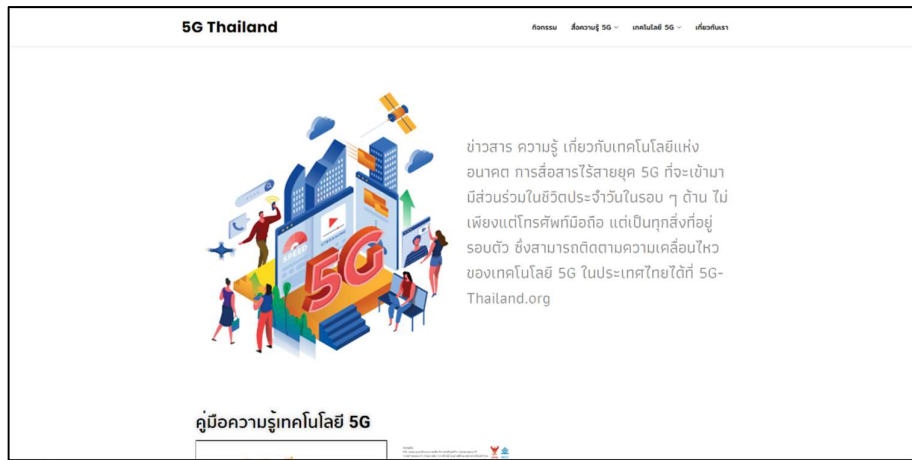 5G Thailand
กิจกรรม สื่อความรู้ 5G เทคโนโลยี 5G เกี่ยวกับเรา
ข่าวสาร ความรู้ เกี่ยวกับเทคโนโลยีแห่ง
อนาคต การสื่อสารไร้สายยุค 5G ที่จะเข้ามา
มีส่วนร่วมในชีวิตประจำวันในรอบ ๆ ด้าน ไม่
เพียงแต่โทรศัพท์มือถือ แต่เป็นทุกสิ่งที่อยู่
รอบตัว ซึ่งสามารถติดตามความเคลื่อนไหว
ของเทคโนโลยี 5G ในประเทศไทยได้ที่ 5G-
Thailand.org
SPEED
STREAMING
5G
คู่มือความรู้เทคโนโลยี 5G